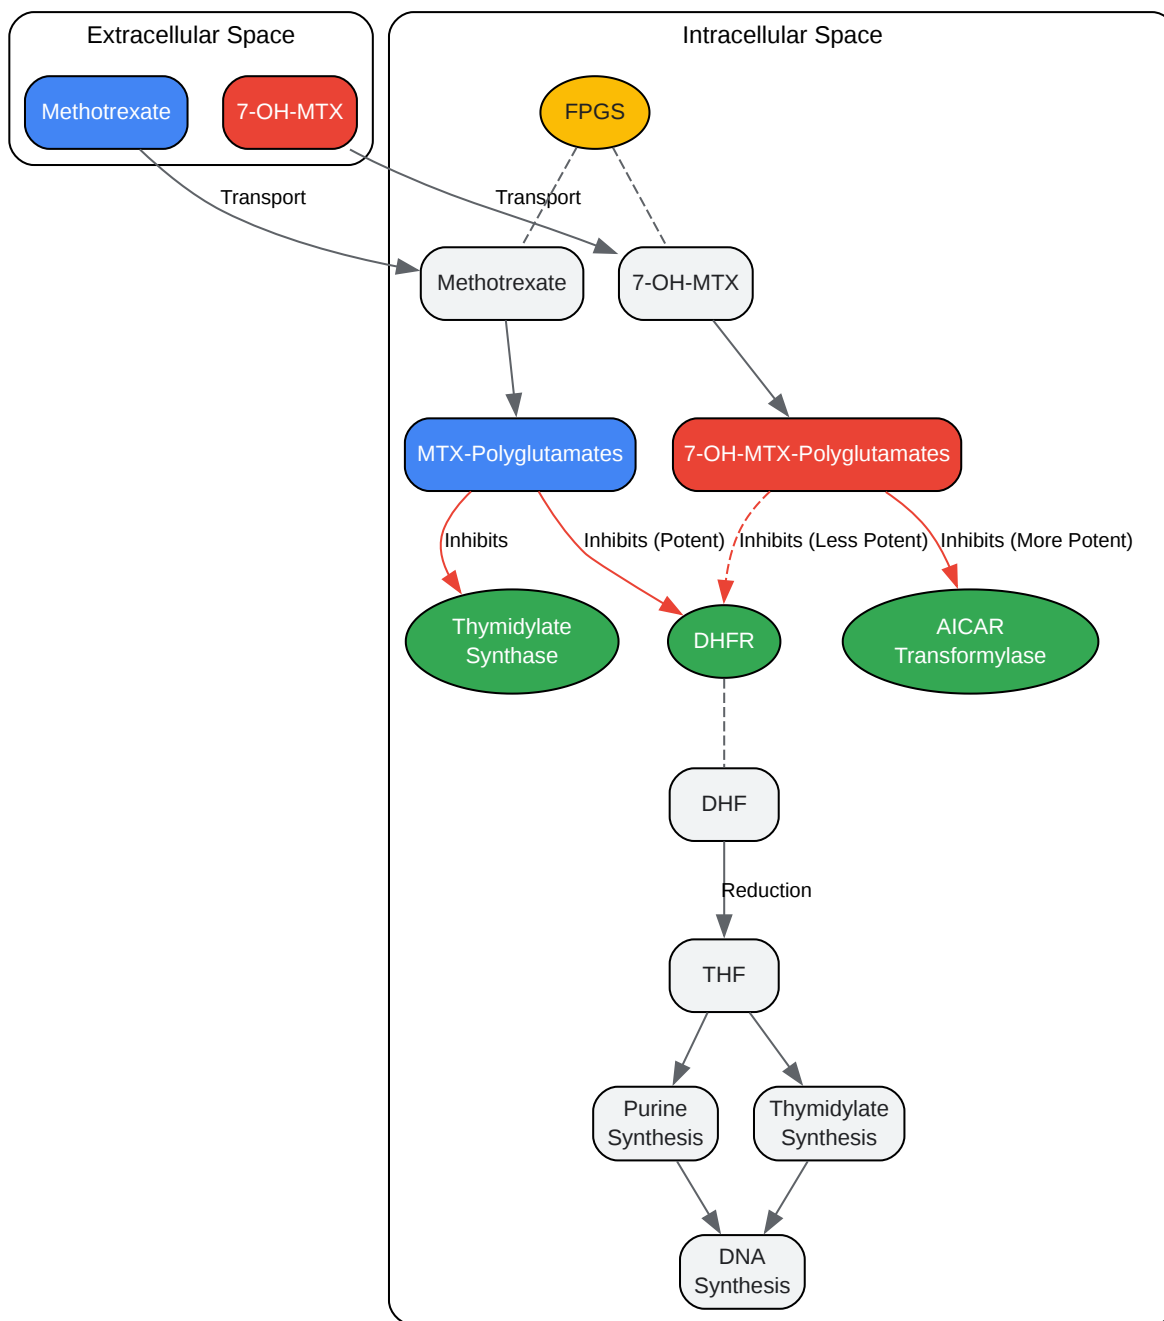 Extracellular Space
Intracellular Space
Methotrexate
7-OH-MTX
FPGS
Transport
Transport
Methotrexate
7-OH-MTX
MTX-Polyglutamates
7-OH-MTX-Polyglutamates
Inhibits
Inhibits (Potent)
Inhibits (Less Potent)
Inhibits (More Potent)
Thymidylate
Synthase
DHFR
AICAR
Transformylase
DHF
Reduction
THF
Purine
Synthesis
Thymidylate
Synthesis
DNA
Synthesis